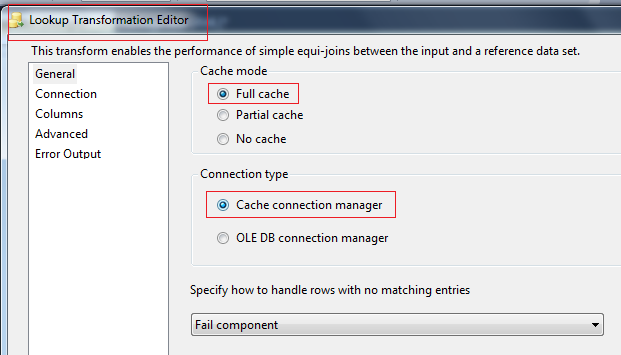 Lookup Transformation Editor
This transform enables the performance of simple equi-joins between the input and a reference data set.
General
Connection
Columns
Advanced
Error Output
Cache mode
Full cache
Partial cache
No cache
Connection type
Cache connection manager
OLE DB connection manager
Specify how to handle rows with no matching entries
Fail component